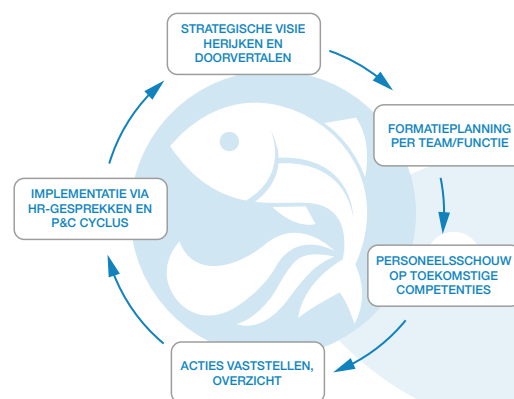 STRATEGISCHE VISIE
HERIJKEN EN
DOORVERTALEN
FORMATIEPLANNING
PER TEAM/FUNCTIE
PERSONEELSSCHOUW
OP TOEKOMSTIGE
COMPETENTIES
ACTIES VASTSTELLEN,
OVERZICHT
IMPLEMENTATIE VIA
HR-GESPREKKEN EN
P&C CYCLUS